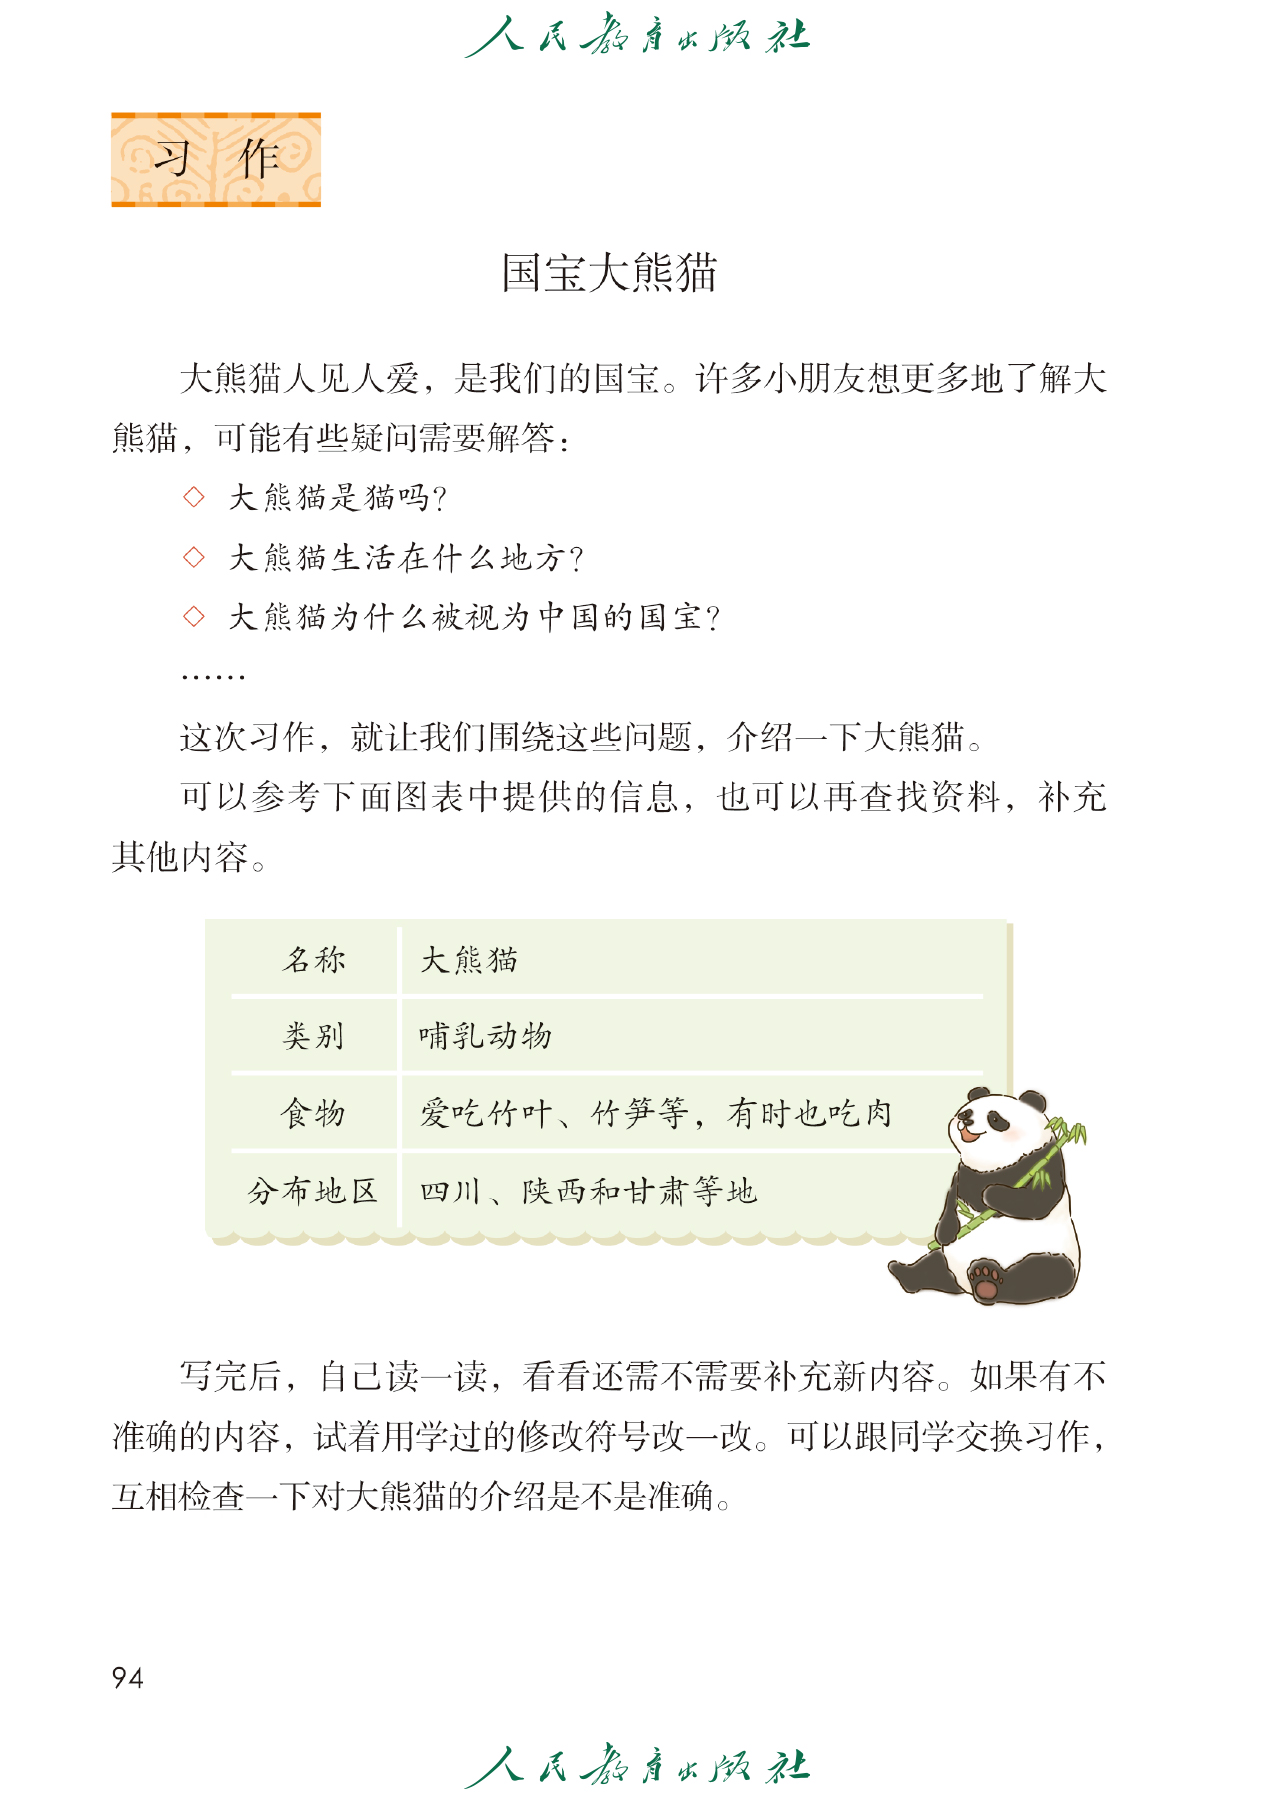 人民教育出版社
习 作
国宝大熊猫
大熊猫人见人爱，是我们的国宝。许多小朋友想更多地了解大
熊猫，可能有些疑问需要解答：
◇ 大熊猫是猫吗？
◇ 大熊猫生活在什么地方？
◇ 大熊猫为什么被视为中国的国宝？
……
这次习作，就让我们围绕这些问题，介绍一下大熊猫。
可以参考下面图表中提供的信息，也可以再查找资料，补充
其他内容。
名称 大熊猫
类别 哺乳动物
食物 爱吃竹叶、竹笋等，有时也吃肉
分布地区 四川、陕西和甘肃等地
写完后，自己读一读，看看还需不需要补充新内容。如果有不
准确的内容，试着用学过的修改符号改一改。可以跟同学交换习作，
互相检查一下对大熊猫的介绍是不是准确。
94
人民教育出版社